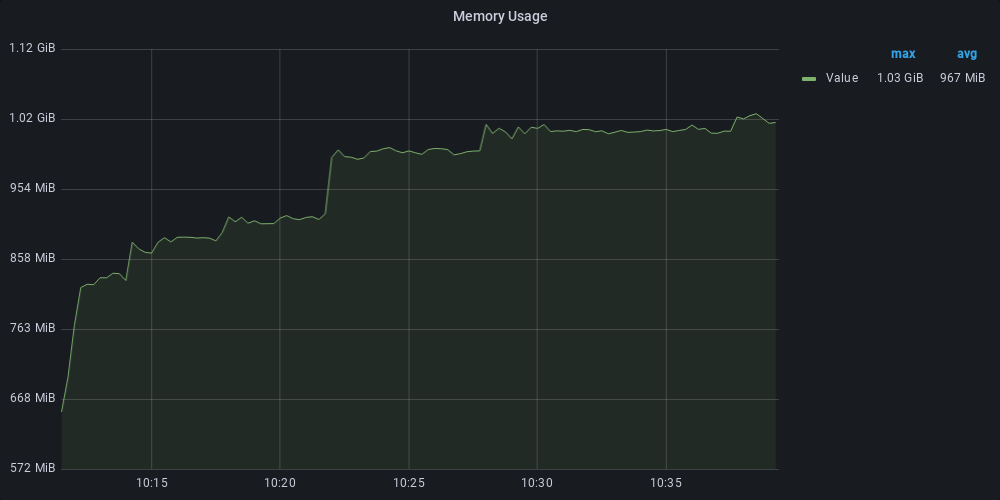 Memory Usage
1.12 GiB
1.02 GiB
954 MiB
858 MiB
763 MiB
668 MiB
572 MiB
10:15 10:20 10:25 10:30 10:35
max avg
Value 1.03 GiB 967 MiB